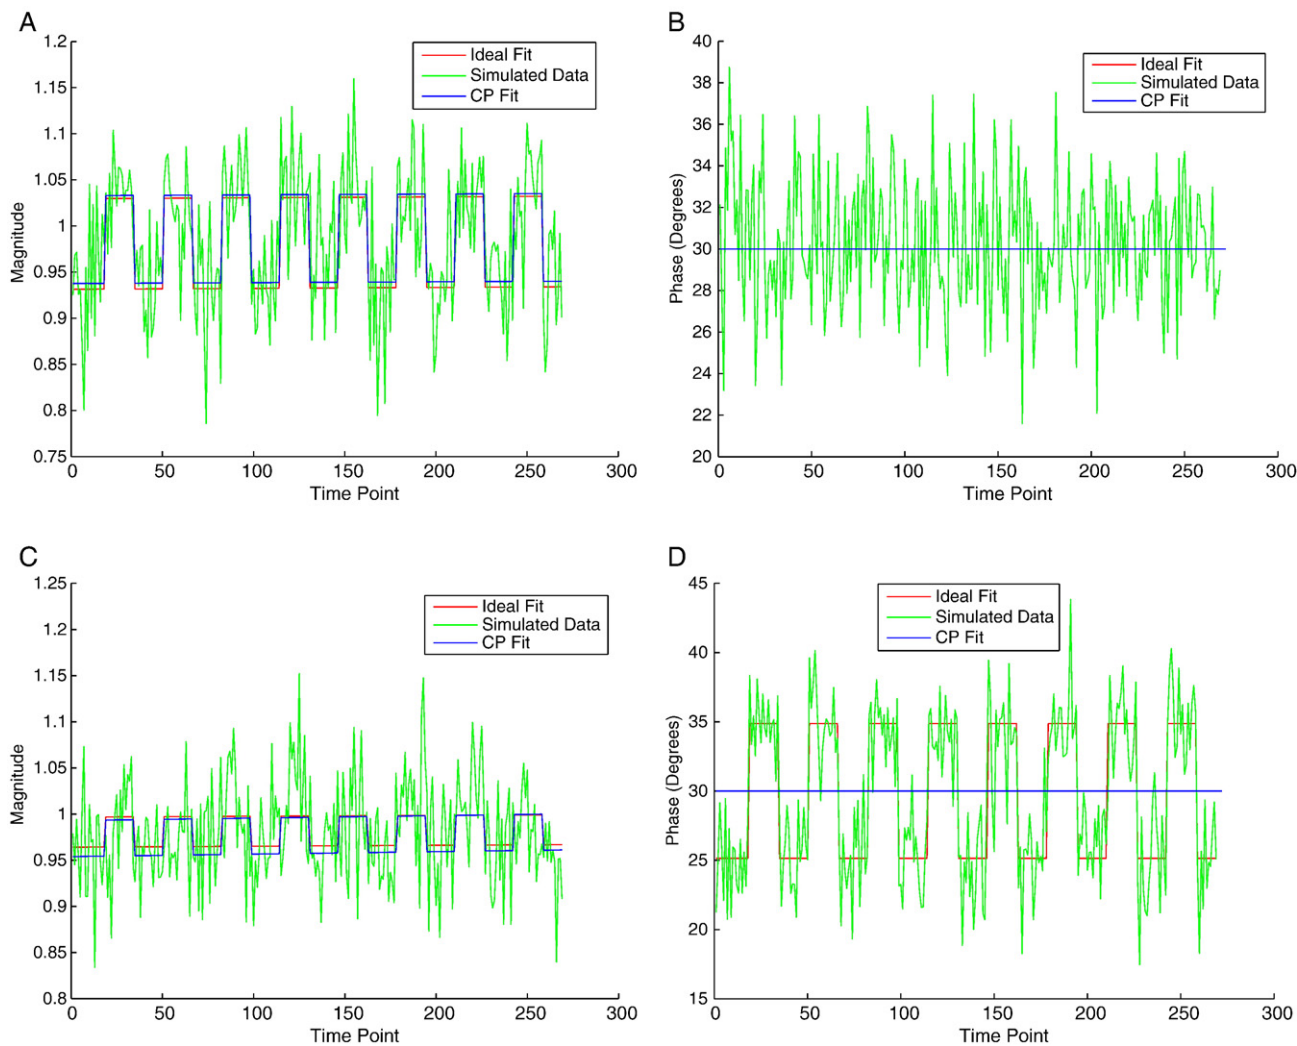 A
1.2
1.15
1.1
1.05
1
0.95
0.9
0.85
0.8
0.75
Magnitude
Ideal Fit
Simulated Data
CP Fit
0 50 100 150 200 250 300
Time Point
B
40
38
36
34
32
30
28
26
24
22
20
Phase (Degrees)
Ideal Fit
Simulated Data
CP Fit
0 50 100 150 200 250 300
Time Point
C
1.25
1.2
1.15
1.1
1.05
1
0.95
0.9
0.85
0.8
Magnitude
Ideal Fit
Simulated Data
CP Fit
0 50 100 150 200 250 300
Time Point
D
45
40
35
30
25
20
15
Phase (Degrees)
Ideal Fit
Simulated Data
CP Fit
0 50 100 150 200 250 300
Time Point